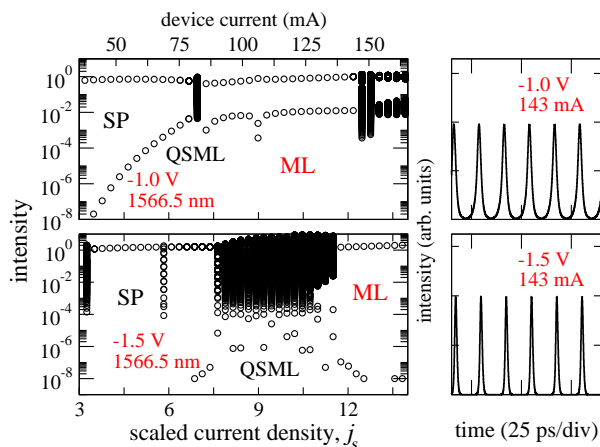 device current (mA)
50 75 100 125 150
10^0
10^-2
10^-4
10^-6
10^-8
SP
QSML
ML
-1.0 V
1566.5 nm
-1.0 V
143 mA
intensity
intensity (arb. units)
10^0
10^-2
10^-4
10^-6
10^-8
SP
ML
-1.5 V
1566.5 nm
QSML
-1.5 V
143 mA
3 6 9 12
scaled current density, j_s
time (25 ps/div)